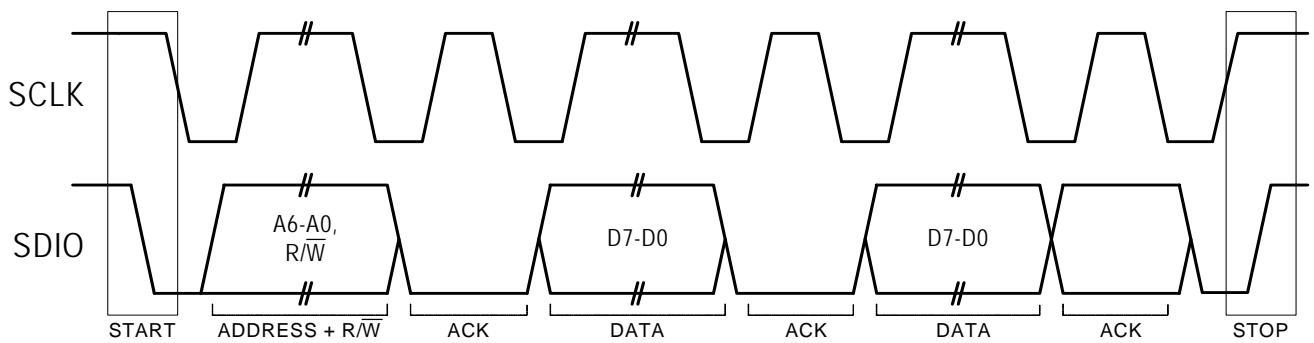 SCLK
SDIO
A6-A0,
R/W̅
D7-D0
D7-D0
START
ADDRESS + R/W̅
ACK
DATA
ACK
DATA
ACK
STOP